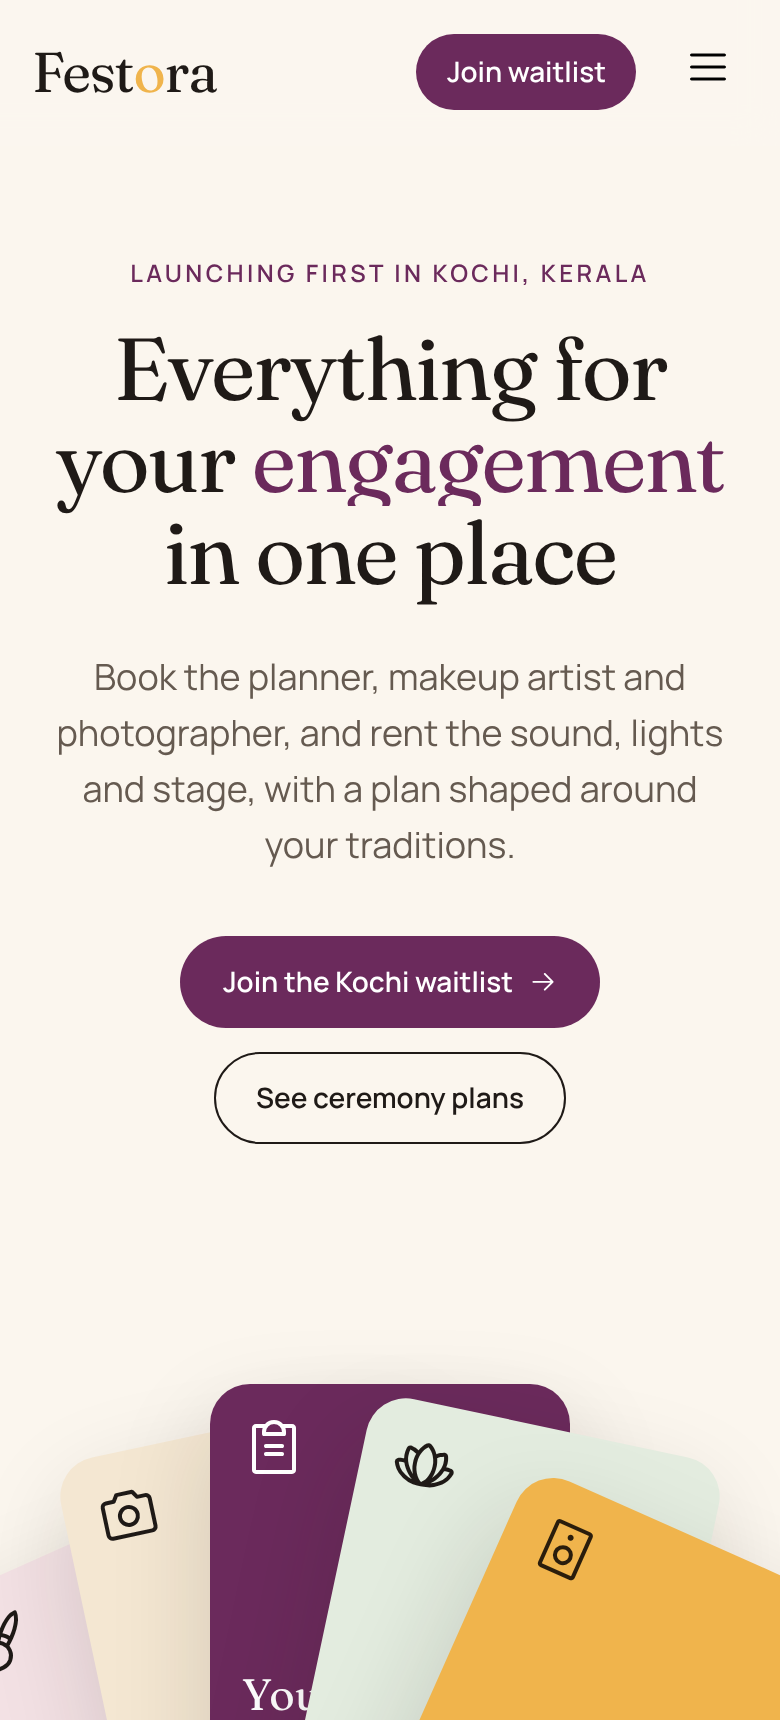 Festora
Join waitlist
LAUNCHING FIRST IN KOCHI, KERALA
Everything for
your engagement
in one place
Book the planner, makeup artist and
photographer, and rent the sound, lights
and stage, with a plan shaped around
your traditions.
Join the Kochi waitlist →
See ceremony plans